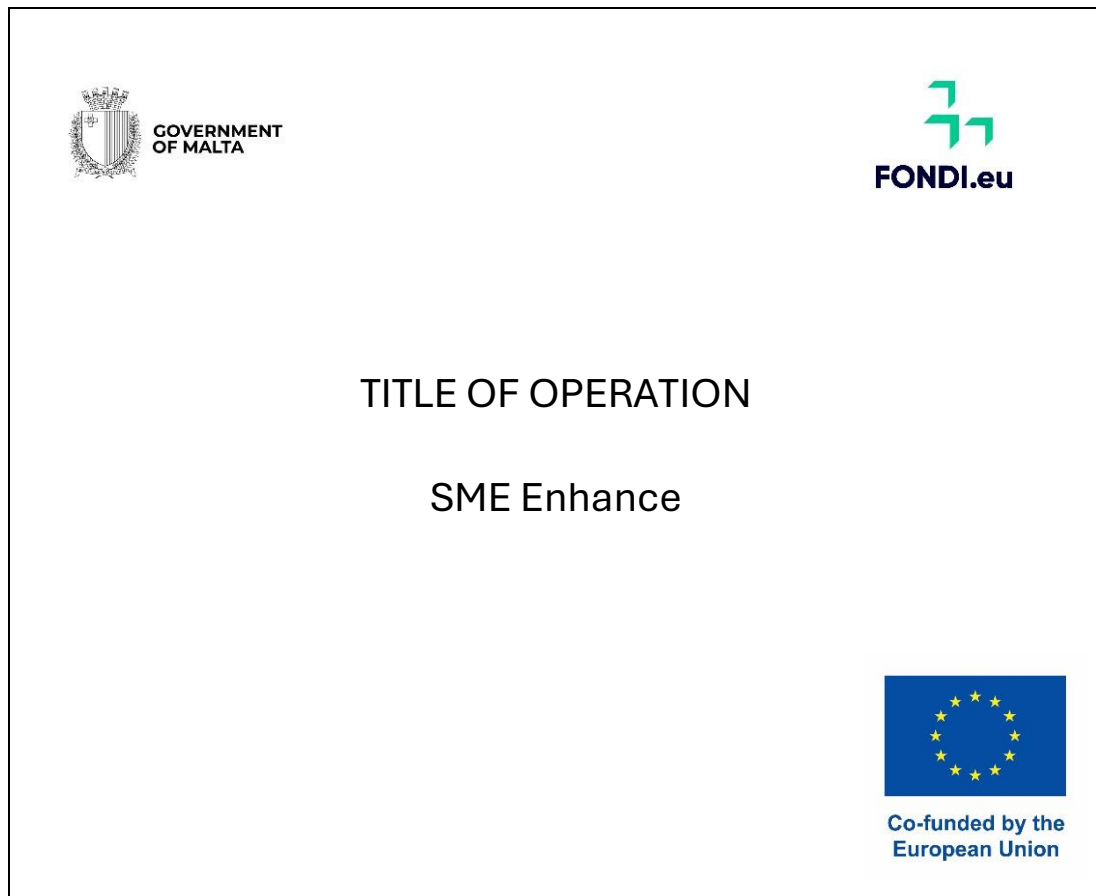 GOVERNMENT
OF MALTA
FONDI.eu
TITLE OF OPERATION
SME Enhance
Co-funded by the
European Union